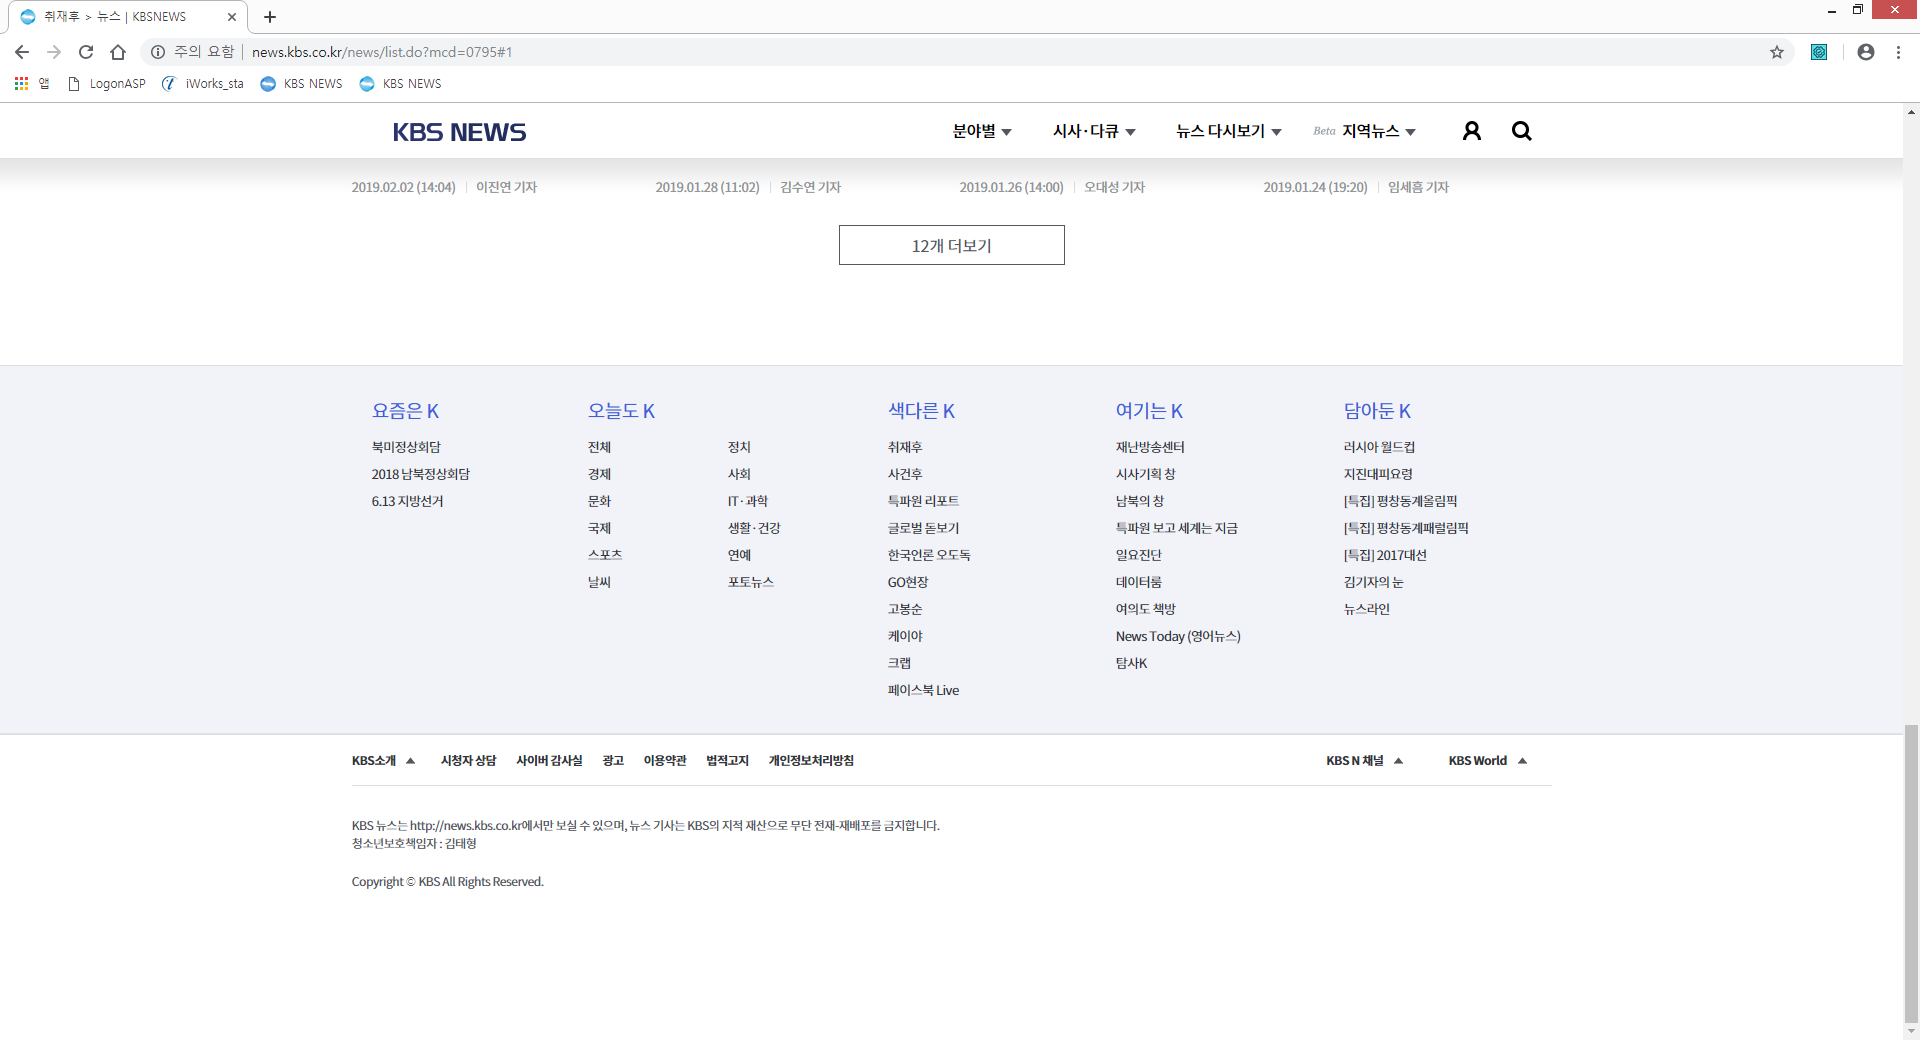 취재후 > 뉴스 | KBSNEWS
주의 요함 | news.kbs.co.kr/news/list.do?mcd=0795#1
앱 LogonASP iWorks_sta KBS NEWS KBS NEWS
KBS NEWS 분야별 시사·다큐 뉴스 다시보기 Beta 지역뉴스
2019.02.02 (14:04) 이진연 기자 2019.01.28 (11:02) 김수연 기자 2019.01.26 (14:00) 오대성 기자 2019.01.24 (19:20) 임세흠 기자
12개 더보기
요즘은 K
북미정상회담
2018 남북정상회담
6.13 지방선거
오늘도 K
전체 정치
경제 사회
문화 IT·과학
국제 생활·건강
스포츠 연예
날씨 포토뉴스
색다른 K
취재후
사건후
특파원 리포트
글로벌 돋보기
한국언론 오도독
GO현장
고봉순
케이야
크랩
페이스북 Live
여기는 K
재난방송센터
시사기획 창
남북의 창
특파원 보고 세계는 지금
일요진단
데이터룸
여의도 책방
News Today (영어뉴스)
탐사K
담아둔 K
러시아 월드컵
지진대피요령
[특집] 평창동계올림픽
[특집] 평창동계패럴림픽
[특집] 2017대선
김기자의 눈
뉴스라인
KBS소개 시청자 상담 사이버 감사실 광고 이용약관 법적고지 개인정보처리방침 KBS N 채널 KBS World
KBS 뉴스는 http://news.kbs.co.kr에서만 보실 수 있으며, 뉴스 기사는 KBS의 지적 재산으로 무단 전재-재배포를 금지합니다.
청소년보호책임자 : 김태형
Copyright © KBS All Rights Reserved.